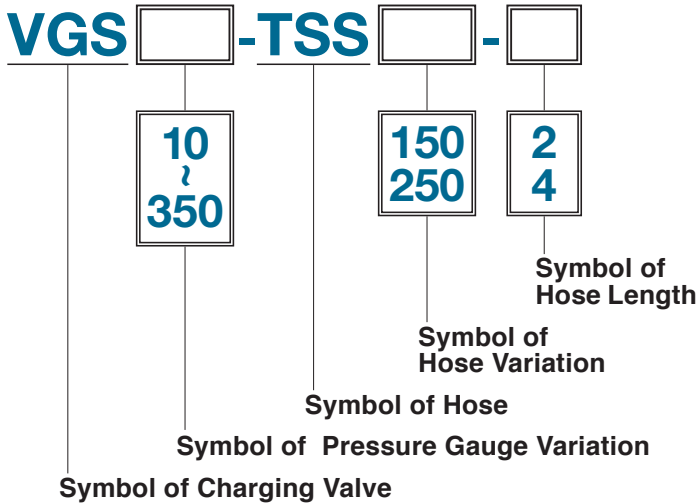 VGS -TSS -
10
~
350
150
250
2
4
Symbol of
Hose Length
Symbol of
Hose Variation
Symbol of Hose
Symbol of Pressure Gauge Variation
Symbol of Charging Valve